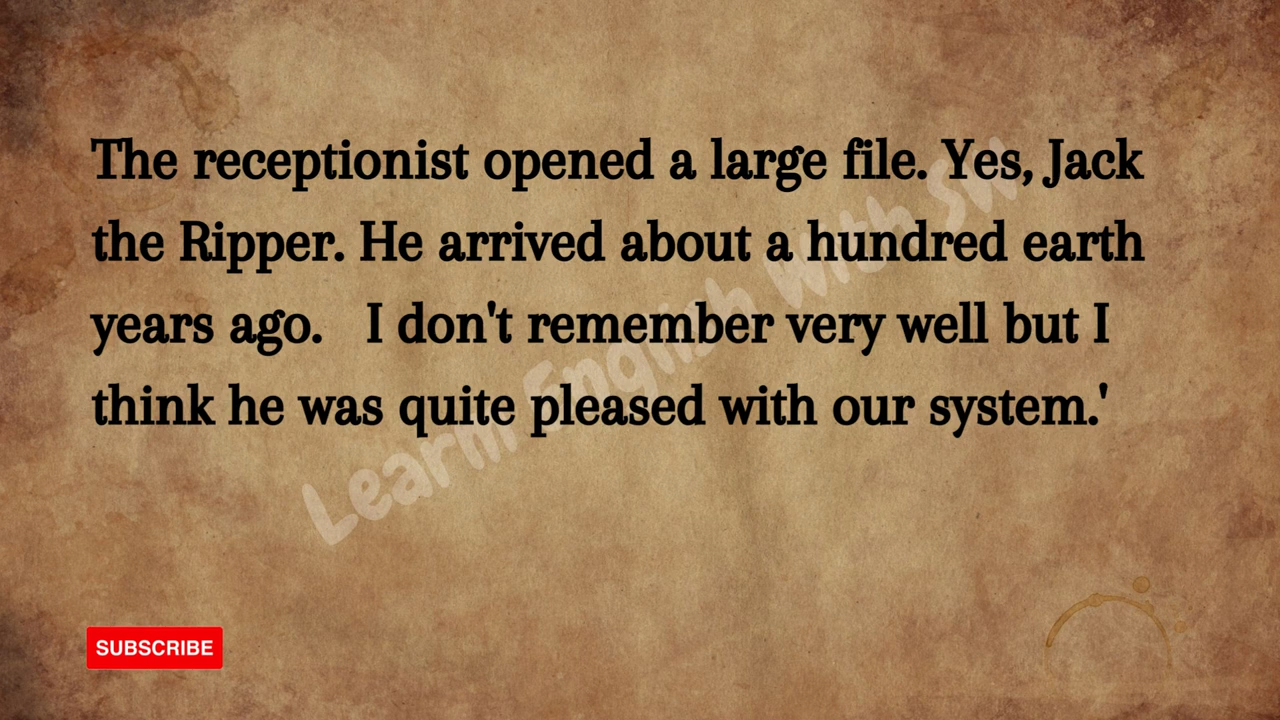 The receptionist opened a large file. Yes, Jack
the Ripper. He arrived about a hundred earth
years ago.   I don't remember very well but I
think he was quite pleased with our system.'
Learn English With SW
SUBSCRIBE